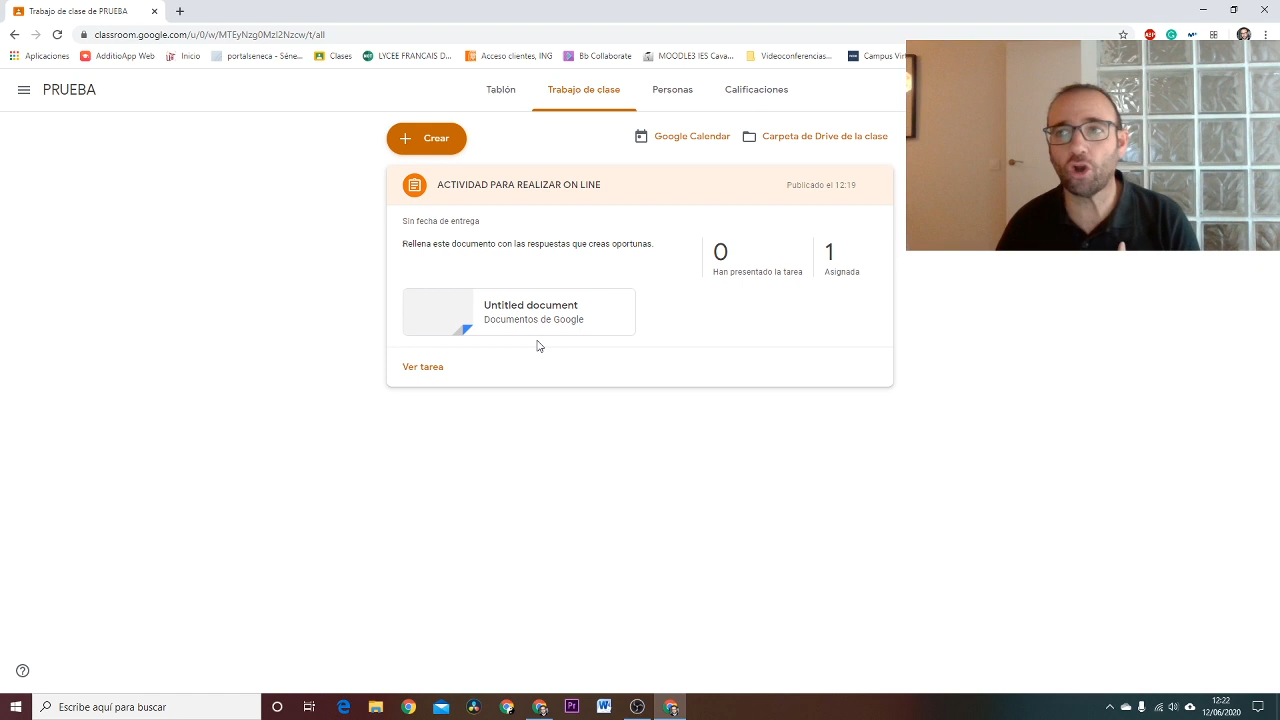 Trabajo de clase de PRUEBA
classroom.google.com/u/0/w/MTEyNzg0MzI2Nzcw/t/all
Aplicaciones
AdditioApp Web
Inicio
portalseneca - Séne...
Clases
LYCEE FRANCAIS D...
Acceso clientes, ING
Bb Collaborate
MOODLE3 IES Cava...
Videoconferencias...
Campus Vir
PRUEBA
Tablón
Trabajo de clase
Personas
Calificaciones
Crear
Google Calendar
Carpeta de Drive de la clase
ACTIVIDAD PARA REALIZAR ON LINE
Publicado el 12:19
Sin fecha de entrega
Rellena este documento con las respuestas que creas oportunas.
0
Han presentado la tarea
1
Asignada
Untitled document
Documentos de Google
Ver tarea
Escribe aquí para buscar
12:22
12/06/2020